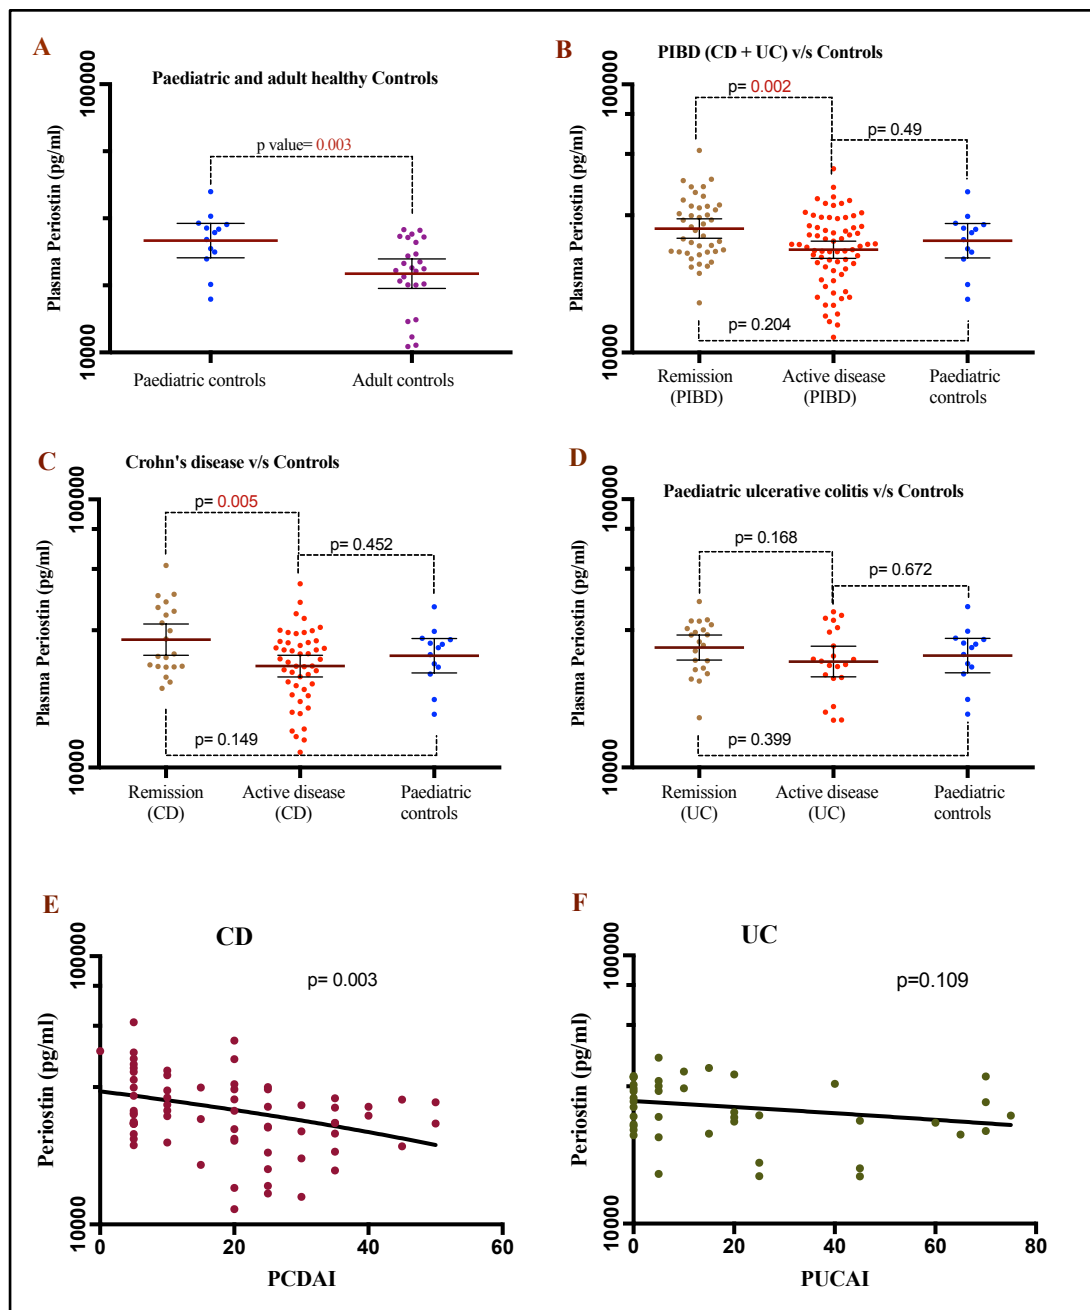 A
Paediatric and adult healthy Controls
Plasma Periostin (pg/ml)
100000
10000
p value= 0.003
Paediatric controls
Adult controls
B
PIBD (CD + UC) v/s Controls
Plasma Periostin (pg/ml)
100000
10000
p= 0.002
p= 0.49
p= 0.204
Remission
(PIBD)
Active disease
(PIBD)
Paediatric
controls
C
Crohn's disease v/s Controls
Plasma Periostin (pg/ml)
100000
10000
p= 0.005
p= 0.452
p= 0.149
Remission
(CD)
Active disease
(CD)
Paediatric
controls
D
Paediatric ulcerative colitis v/s Controls
Plasma Periostin (pg/ml)
100000
10000
p= 0.168
p= 0.672
p= 0.399
Remission
(UC)
Active disease
(UC)
Paediatric
controls
E
CD
p= 0.003
Periostin (pg/ml)
100000
10000
0
20
40
60
PCDAI
F
UC
p=0.109
Periostin (pg/ml)
100000
10000
0
20
40
60
80
PUCAI